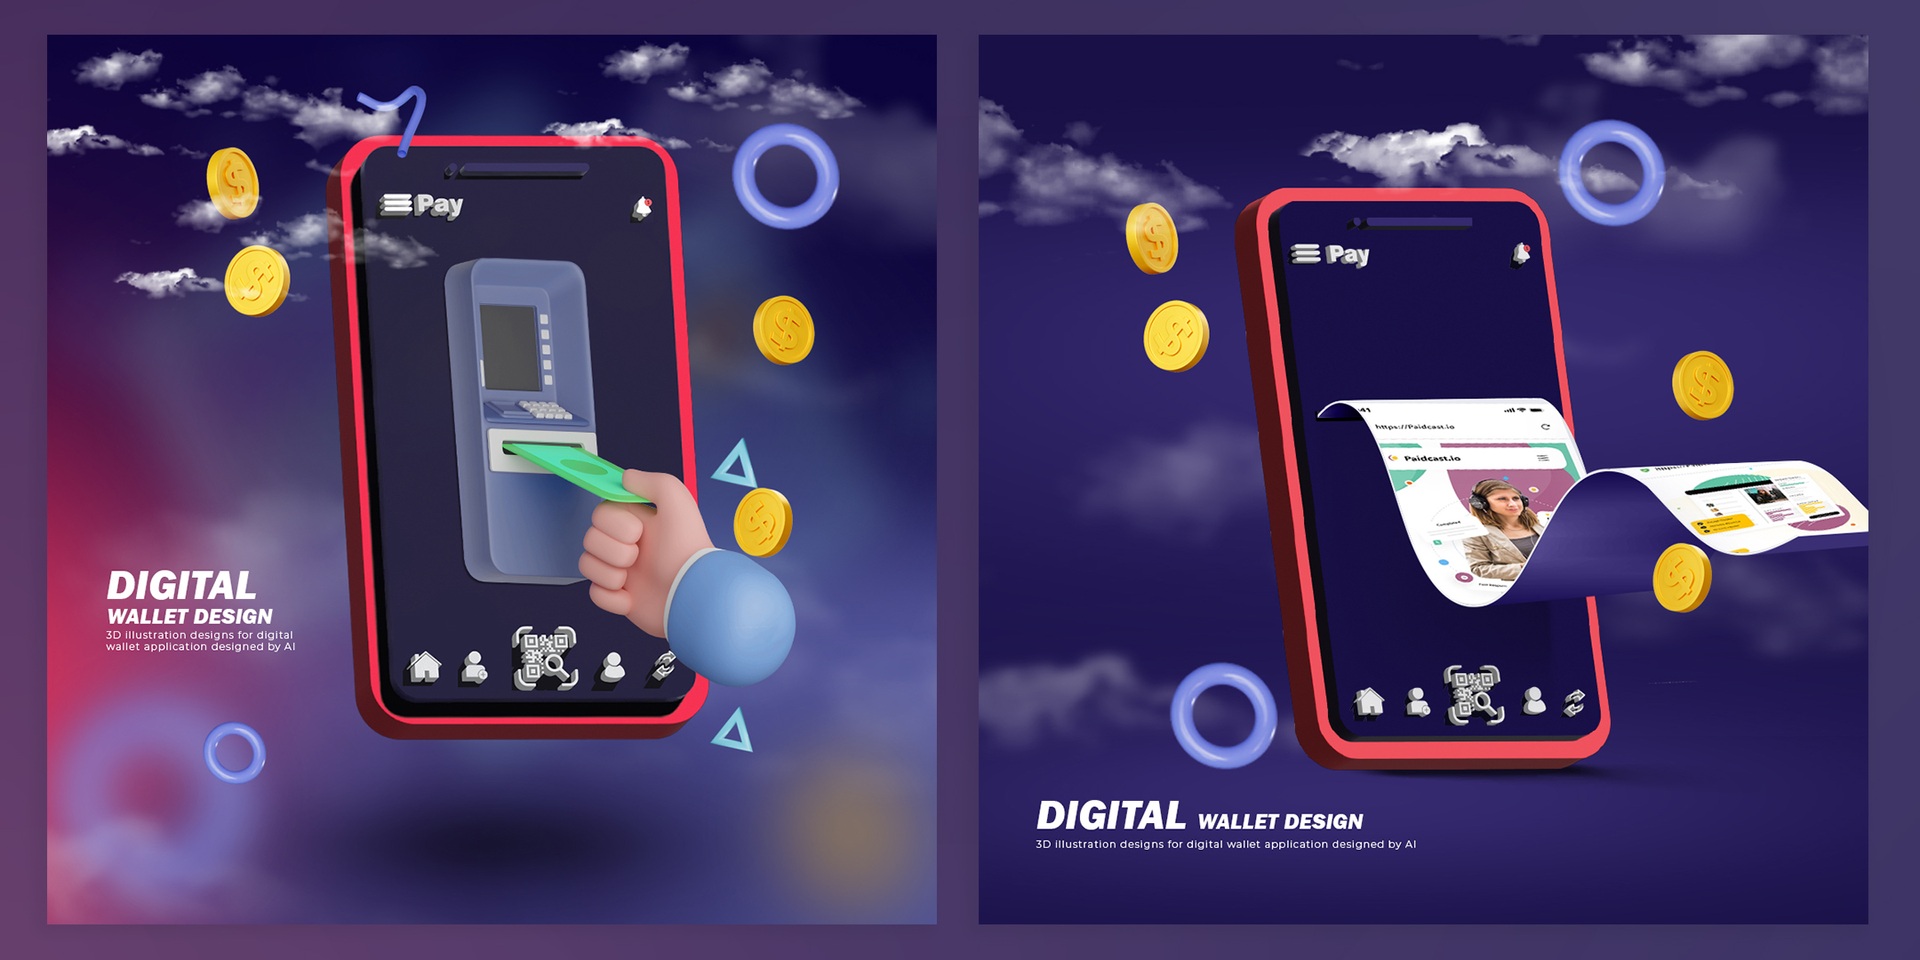 Pay
DIGITAL
WALLET DESIGN
3D illustration designs for digital
wallet application designed by AI
Pay
:41
https://Paidcast.io
Paidcast.io
DIGITAL WALLET DESIGN
3D illustration designs for digital wallet application designed by AI